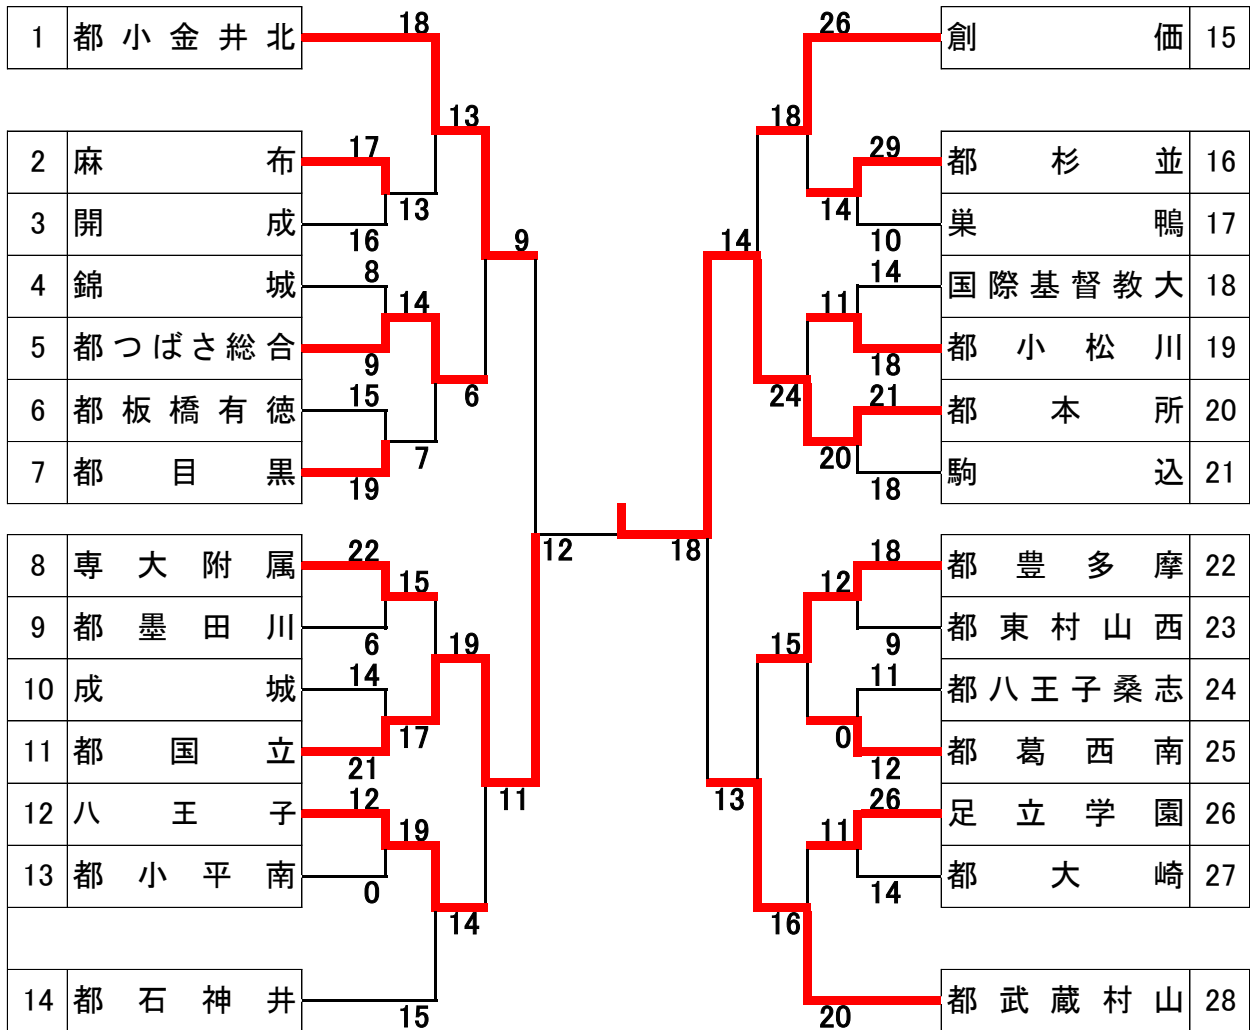 18 26
1 都小金井北 創価 15
13 18
2 麻布 17 29 都杉並 16
3 開成 13 14 巣鴨 17
16 10
9 14
4 錦城 8 14 国際基督教大 18
14 11
5 都つばさ総合 都小松川 19
9 18
6 都板橋有徳 15 6 24 21 都本所 20
7 20
7 都目黒 19 18 駒込 21
12 18
8 専大附属 22 18 都豊多摩 22
15 12
9 都墨田川 6 19 15 9 都東村山西 23
10 成城 14 11 都八王子桑志 24
17 0
11 都国立 21 12 都葛西南 25
11 13
12 八王子 12 26 足立学園 26
19 11
13 都小平南 0 14 都大崎 27
14 16
14 都石神井 都武蔵村山 28
15 20